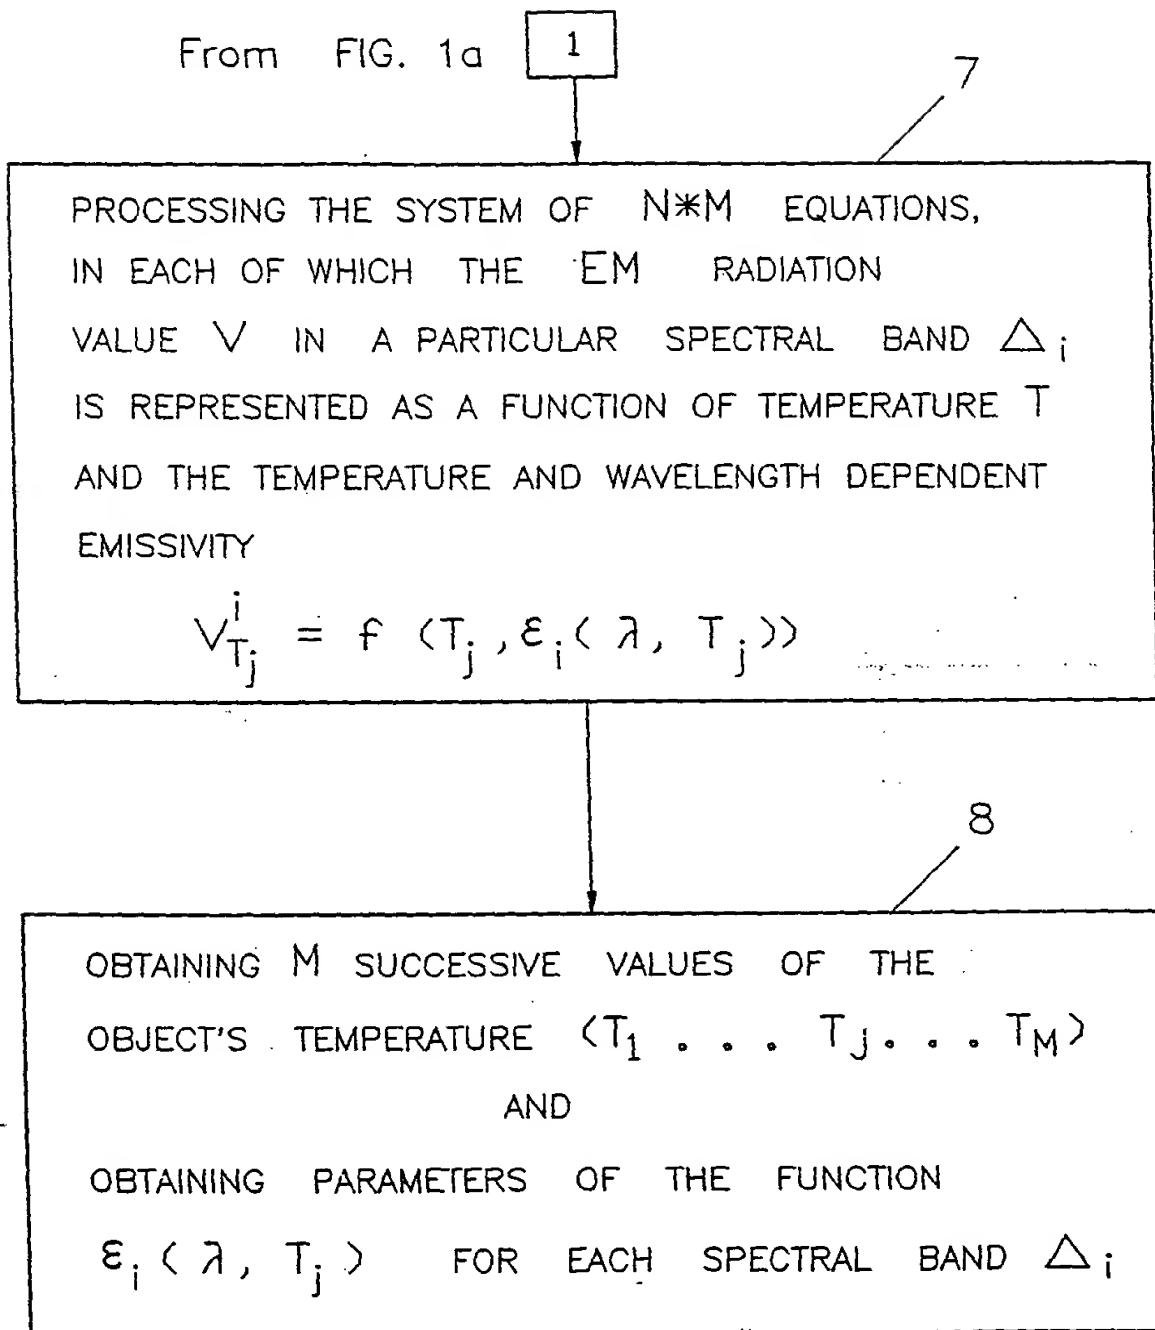 From FIG. 1a 1
7
PROCESSING THE SYSTEM OF N*M EQUATIONS,
IN EACH OF WHICH THE EM RADIATION
VALUE V IN A PARTICULAR SPECTRAL BAND Δi
IS REPRESENTED AS A FUNCTION OF TEMPERATURE T
AND THE TEMPERATURE AND WAVELENGTH DEPENDENT
EMISSIVITY
V^i_Tj = f (Tj, εi( λ, Tj))
8
OBTAINING M SUCCESSIVE VALUES OF THE
OBJECT'S TEMPERATURE (T1 . . . Tj . . . TM)
AND
OBTAINING PARAMETERS OF THE FUNCTION
εi ( λ, Tj ) FOR EACH SPECTRAL BAND Δi